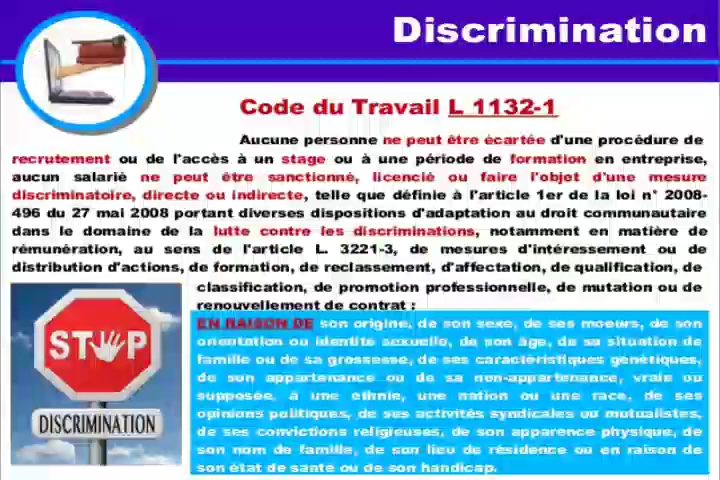 Discrimination
Code du Travail L 1132-1
Aucune personne ne peut être écartée d'une procédure de
recrutement ou de l'accès à un stage ou à une période de formation en entreprise,
aucun salarié ne peut être sanctionné, licencié ou faire l'objet d'une mesure
discriminatoire, directe ou indirecte, telle que définie à l'article 1er de la loi n° 2008-
496 du 27 mai 2008 portant diverses dispositions d'adaptation au droit communautaire
dans le domaine de la lutte contre les discriminations, notamment en matière de
rémunération, au sens de l'article L. 3221-3, de mesures d'intéressement ou de
distribution d'actions, de formation, de reclassement, d'affectation, de qualification, de
classification, de promotion professionnelle, de mutation ou de
renouvellement de contrat :
EN RAISON DE son origine, de son sexe, de ses moeurs, de son
orientation ou identité sexuelle, de son âge, de sa situation de
famille ou de sa grossesse, de ses caractéristiques génétiques,
de son appartenance ou de sa non-appartenance, vraie ou
supposée, à une ethnie, une nation ou une race, de ses
opinions politiques, de ses activités syndicales ou mutualistes,
de ses convictions religieuses, de son apparence physique, de
son nom de famille, de son lieu de résidence ou en raison de
son état de santé ou de son handicap.
STOP
DISCRIMINATION